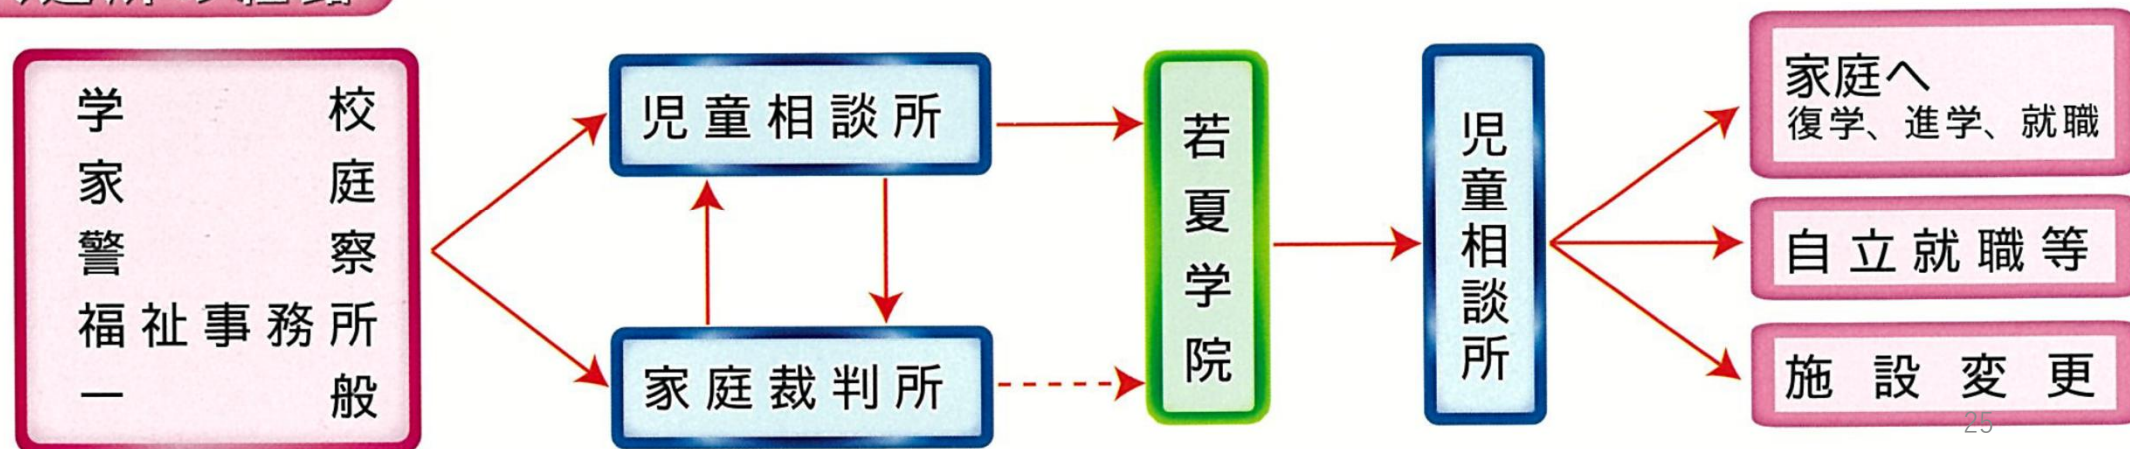 学校
家庭
警察
福祉事務所
一般
児童相談所
家庭裁判所
若夏学院
児童相談所
家庭へ
復学、進学、就職
自立就職等
施設変更
25